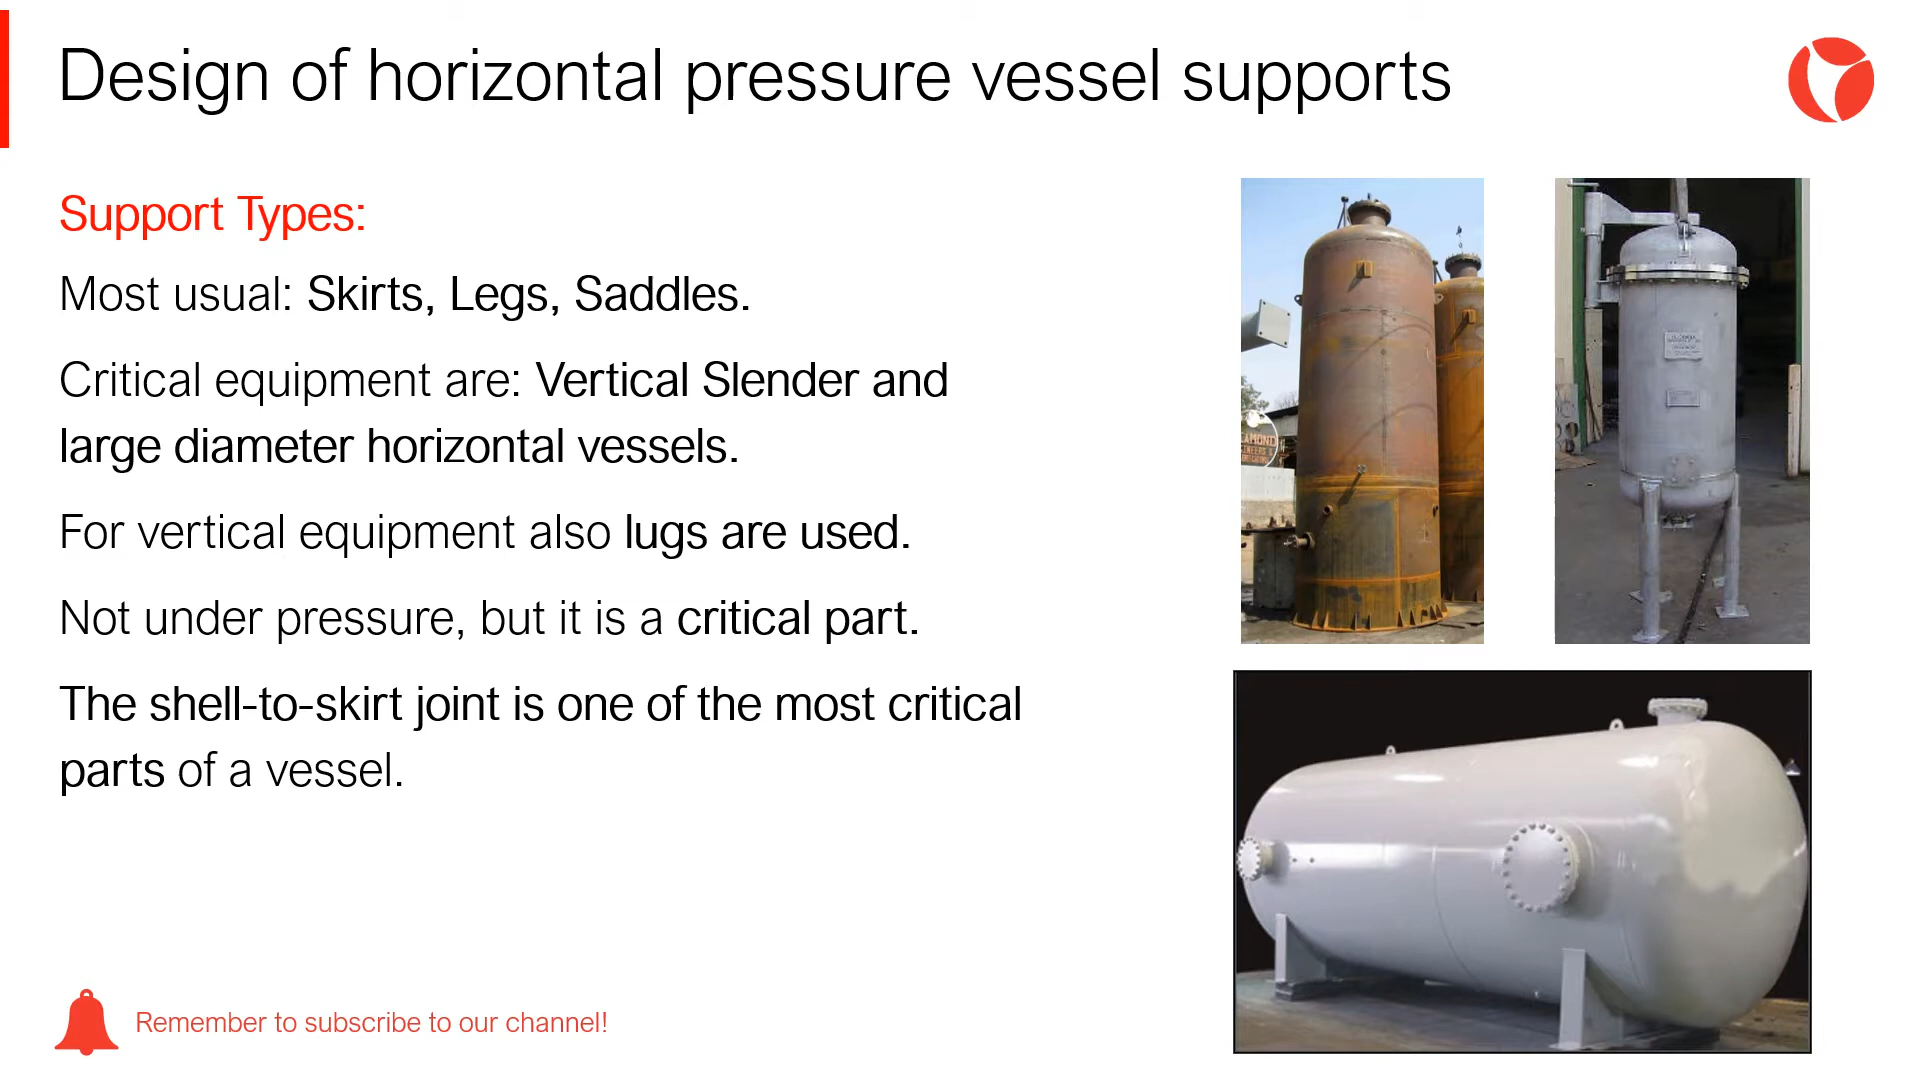 Design of horizontal pressure vessel supports
Support Types:
Most usual: Skirts, Legs, Saddles.
Critical equipment are: Vertical Slender and
large diameter horizontal vessels.
For vertical equipment also lugs are used.
Not under pressure, but it is a critical part.
The shell-to-skirt joint is one of the most critical
parts of a vessel.
Remember to subscribe to our channel!